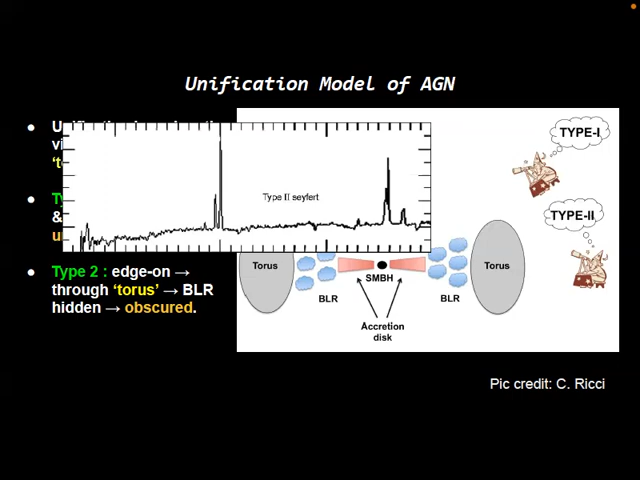 Unification Model of AGN
TYPE-I
Type II seyfert
TYPE-II
● Type 2 : edge-on →
through ‘torus’ → BLR
hidden → obscured.
Torus
BLR
SMBH
BLR
Torus
Accretion
disk
Pic credit: C. Ricci